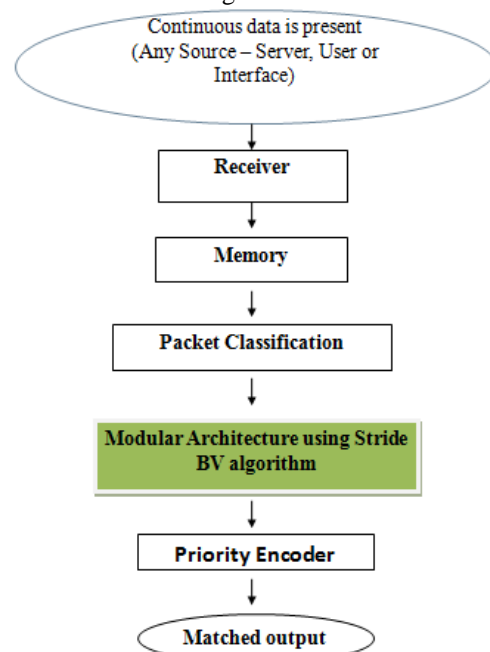 Continuous data is present
(Any Source – Server, User or
Interface)
Receiver
Memory
Packet Classification
Modular Architecture using Stride
BV algorithm
Priority Encoder
Matched output